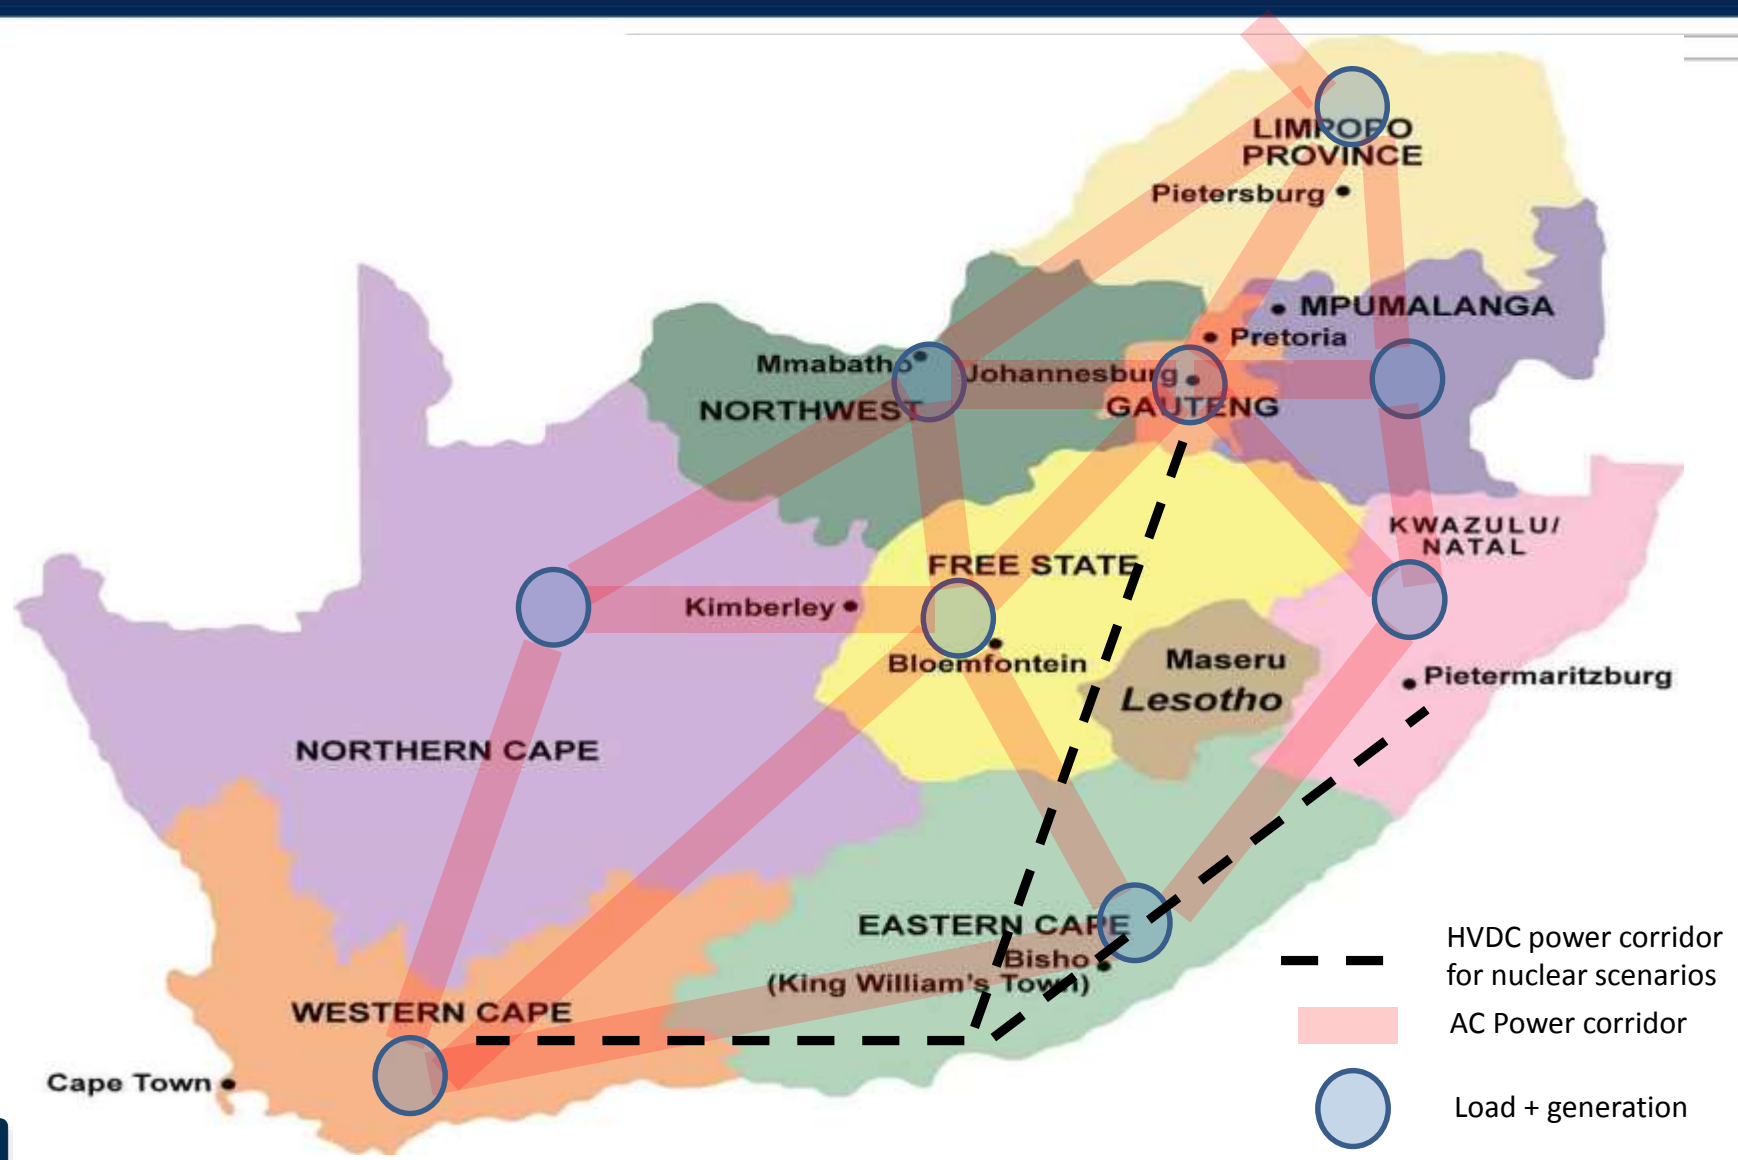 LIMPOPO
PROVINCE
Pietersburg
MPUMALANGA
Pretoria
Mmabatho
Johannesburg
NORTHWEST
GAUTENG
KWAZULU/
NATAL
FREE STATE
Kimberley
Bloemfontein
Maseru
Lesotho
Pietermaritzburg
NORTHERN CAPE
EASTERN CAPE
Bisho
(King William's Town)
WESTERN CAPE
Cape Town
HVDC power corridor
for nuclear scenarios
AC Power corridor
Load + generation